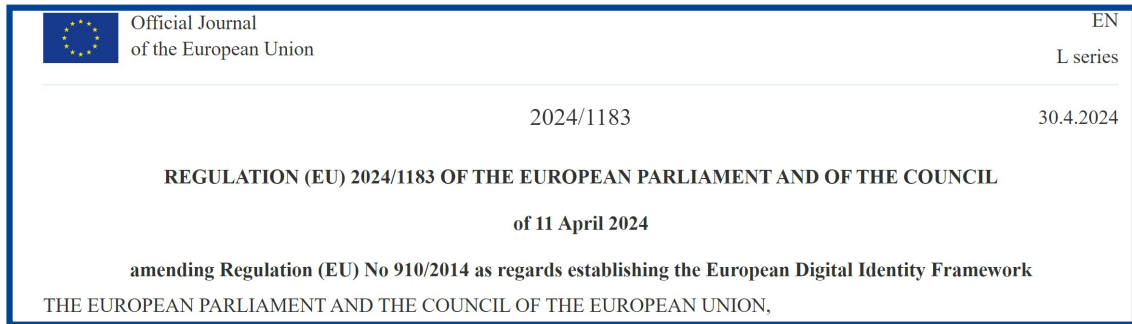 Official Journal
of the European Union
EN
L series
2024/1183
30.4.2024
REGULATION (EU) 2024/1183 OF THE EUROPEAN PARLIAMENT AND OF THE COUNCIL
of 11 April 2024
amending Regulation (EU) No 910/2014 as regards establishing the European Digital Identity Framework
THE EUROPEAN PARLIAMENT AND THE COUNCIL OF THE EUROPEAN UNION,